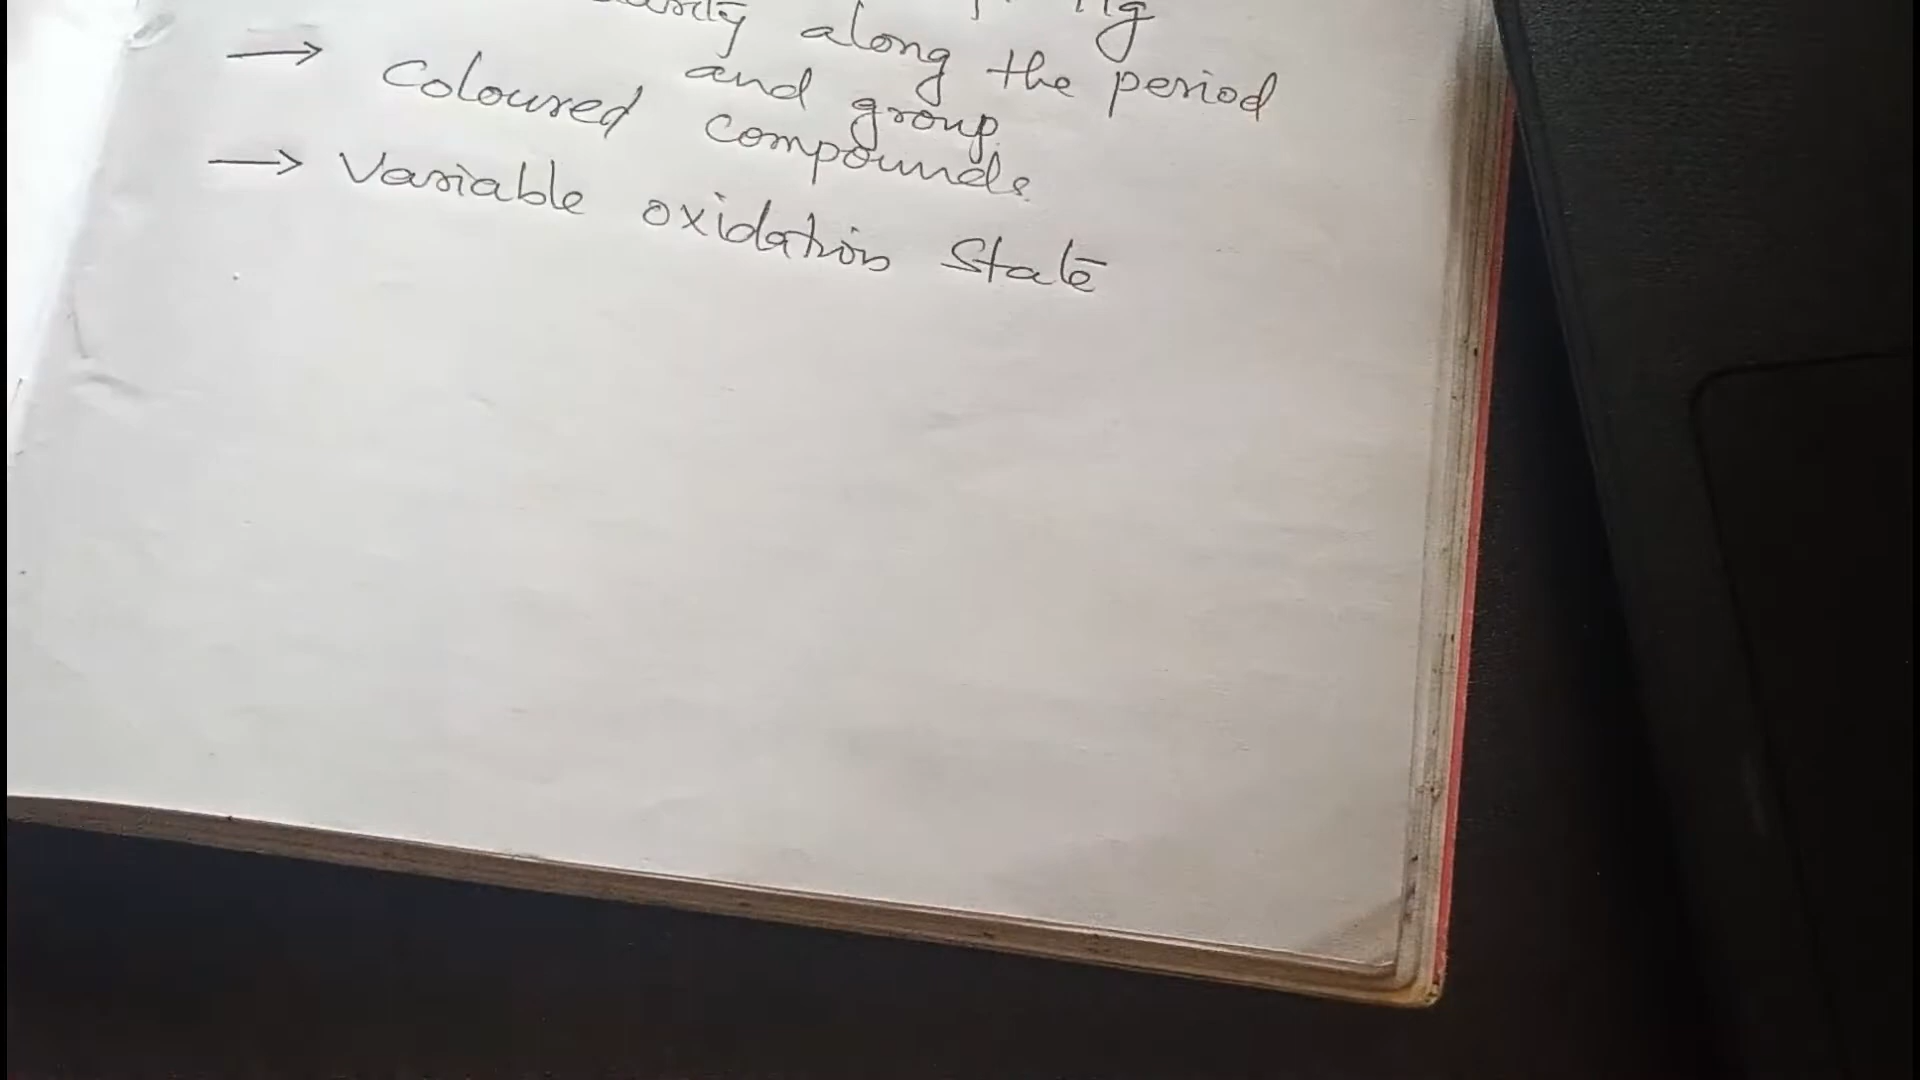 along the period
and group.
→ Coloured compounds.
→ Variable oxidation State